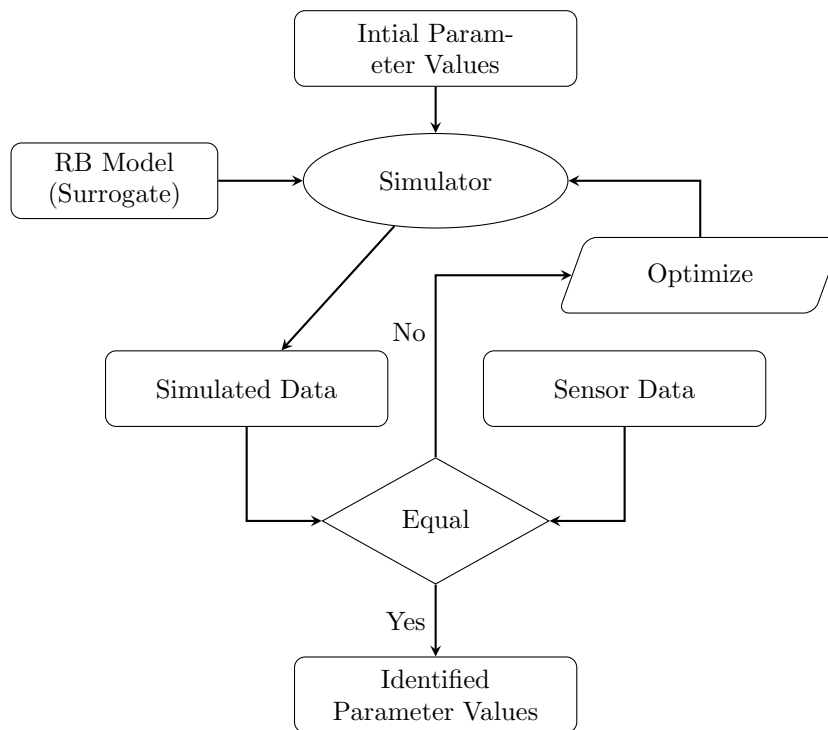 Intial Param-
eter Values
RB Model
(Surrogate)
Simulator
Optimize
No
Simulated Data
Sensor Data
Equal
Yes
Identified
Parameter Values